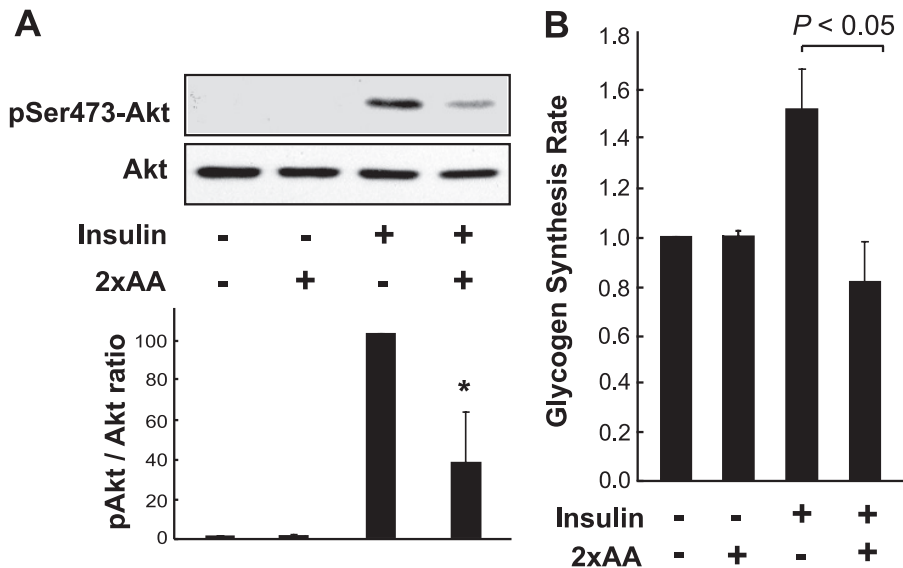 A
pSer473-Akt
Akt
Insulin - - + +
2xAA - + - +
pAkt / Akt ratio
100
80
60
40
20
0
*
B
P < 0.05
Glycogen Synthesis Rate
1.8
1.6
1.4
1.2
1.0
0.8
0.6
0.4
0.2
0.0
Insulin - - + +
2xAA - + - +